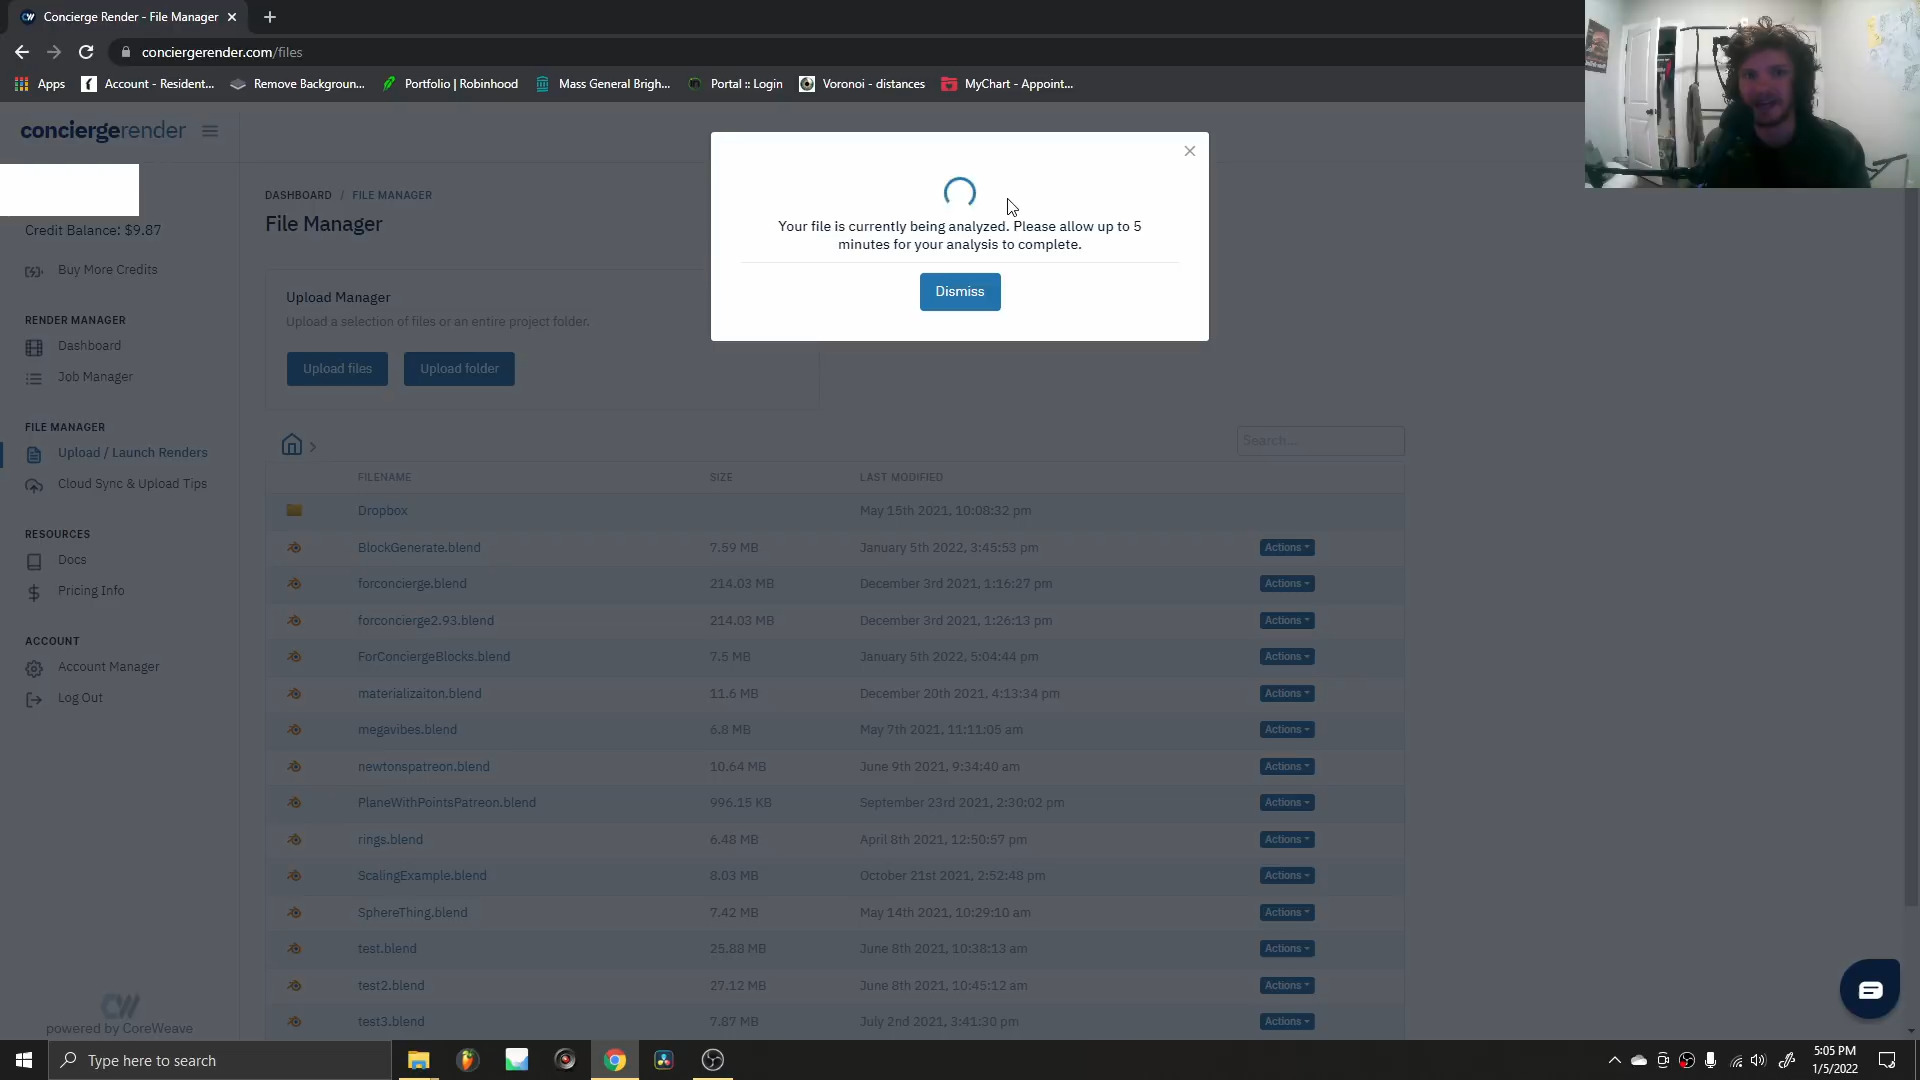 Concierge Render - File Manager
conciergerender.com/files
Apps
Account - Resident...
Remove Backgroun...
Portfolio | Robinhood
Mass General Brigh...
Portal :: Login
Voronoi - distances
MyChart - Appoint...
conciergerender
Credit Balance: $9.87
Buy More Credits
RENDER MANAGER
Dashboard
Job Manager
FILE MANAGER
Upload / Launch Renders
Cloud Sync & Upload Tips
RESOURCES
Docs
Pricing Info
ACCOUNT
Account Manager
Log Out
CW
powered by CoreWeave
DASHBOARD / FILE MANAGER
File Manager
Upload Manager
Upload a selection of files or an entire project folder.
Upload files
Upload folder
Your file is currently being analyzed. Please allow up to 5
minutes for your analysis to complete.
Dismiss
Search...
FILENAME SIZE LAST MODIFIED
Dropbox May 15th 2021, 10:08:32 pm
BlockGenerate.blend 7.59 MB January 5th 2022, 3:45:53 pm Actions
forconcierge.blend 214.03 MB December 3rd 2021, 1:16:27 pm Actions
forconcierge2.93.blend 214.03 MB December 3rd 2021, 1:26:13 pm Actions
ForConciergeBlocks.blend 7.5 MB January 5th 2022, 5:04:44 pm Actions
materializaiton.blend 11.6 MB December 20th 2021, 4:13:34 pm Actions
megavibes.blend 6.8 MB May 7th 2021, 11:11:05 am Actions
newtonspatreon.blend 10.64 MB June 9th 2021, 9:34:40 am Actions
PlaneWithPointsPatreon.blend 996.15 KB September 23rd 2021, 2:30:02 pm Actions
rings.blend 6.48 MB April 8th 2021, 12:50:57 pm Actions
ScalingExample.blend 8.03 MB October 21st 2021, 2:52:48 pm Actions
SphereThing.blend 7.42 MB May 14th 2021, 10:29:10 am Actions
test.blend 25.88 MB June 8th 2021, 10:38:13 am Actions
test2.blend 27.12 MB June 8th 2021, 10:45:12 am Actions
test3.blend 7.87 MB July 2nd 2021, 3:41:30 pm Actions
Type here to search
5:05 PM
1/5/2022